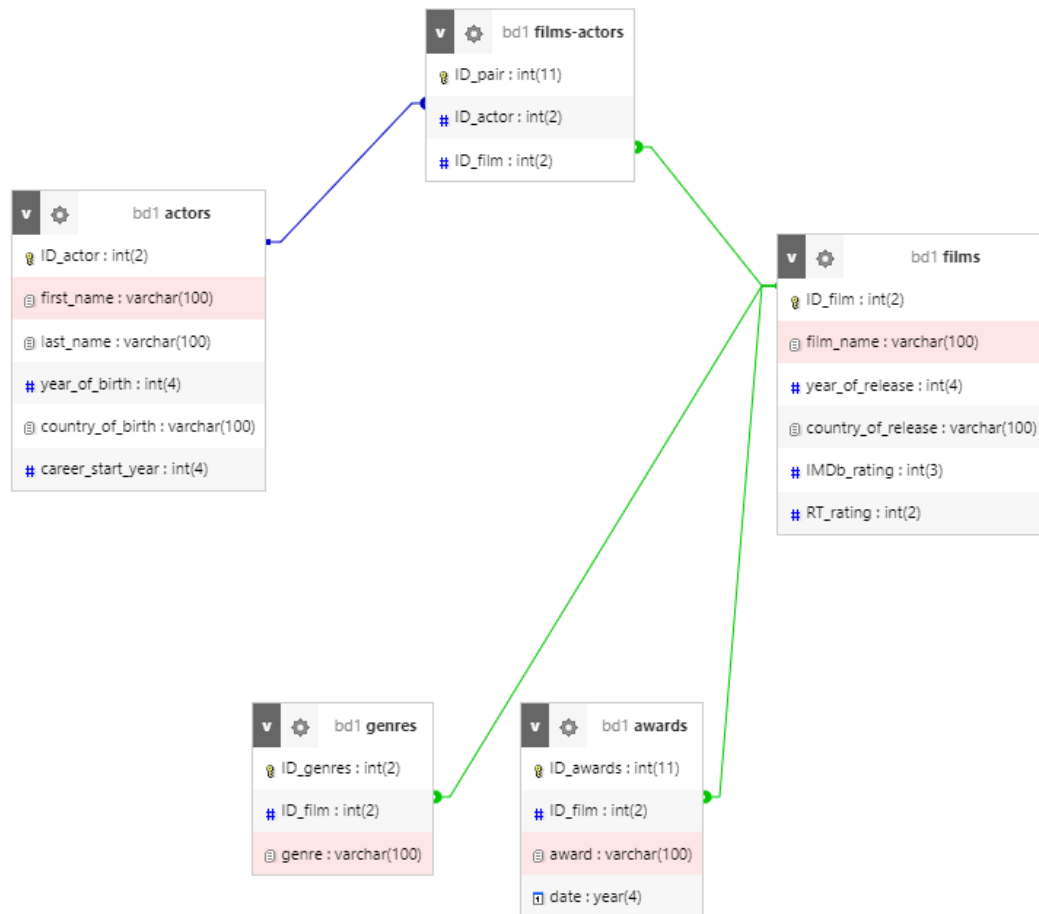 v bd1 films-actors
ID_pair : int(11)
# ID_actor : int(2)
# ID_film : int(2)
v bd1 actors
ID_actor : int(2)
first_name : varchar(100)
last_name : varchar(100)
# year_of_birth : int(4)
country_of_birth : varchar(100)
# career_start_year : int(4)
v bd1 films
ID_film : int(2)
film_name : varchar(100)
# year_of_release : int(4)
country_of_release : varchar(100)
# IMDb_rating : int(3)
# RT_rating : int(2)
v bd1 genres
ID_genres : int(2)
# ID_film : int(2)
genre : varchar(100)
v bd1 awards
ID_awards : int(11)
# ID_film : int(2)
award : varchar(100)
date : year(4)